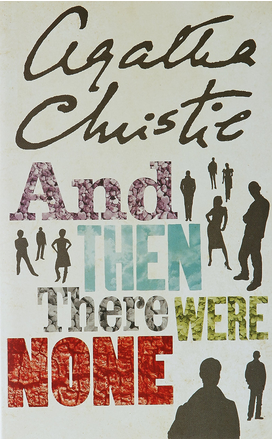 Agatha
Christie
And
THEN
There WERE
NONE